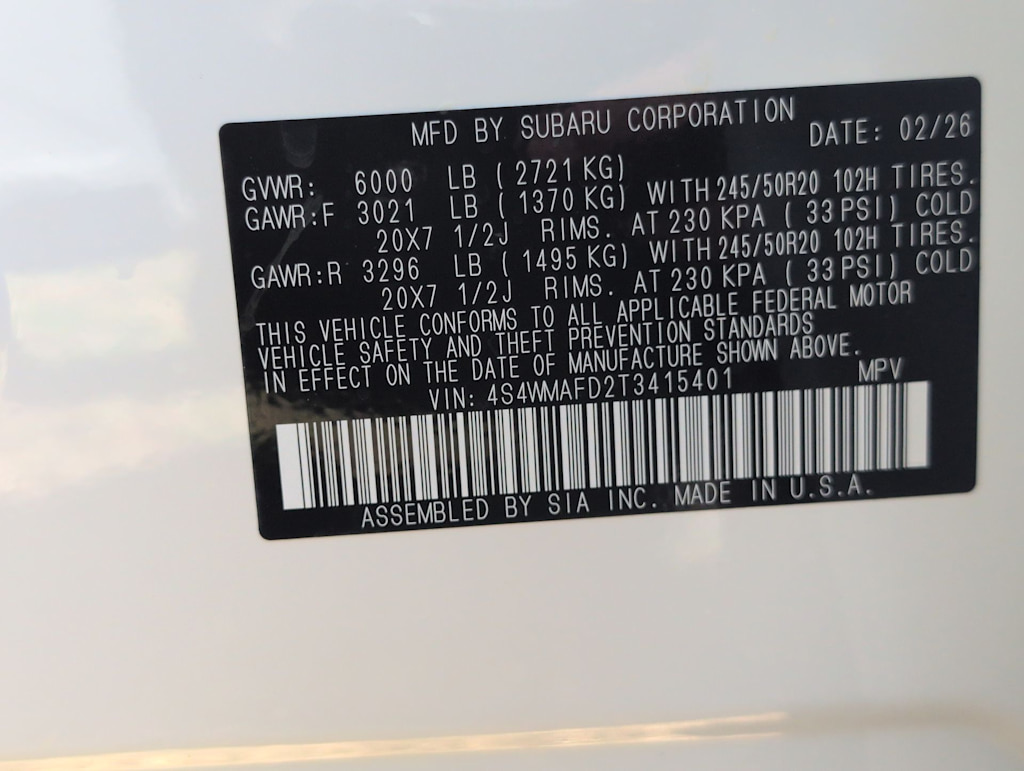 MFD BY SUBARU CORPORATION DATE: 02/26
GVWR: 6000 LB ( 2721 KG)
GAWR:F 3021 LB ( 1370 KG) WITH 245/50R20 102H TIRES.
20X7 1/2J RIMS. AT 230 KPA ( 33 PSI) COLD
GAWR:R 3296 LB ( 1495 KG) WITH 245/50R20 102H TIRES.
20X7 1/2J RIMS. AT 230 KPA ( 33 PSI) COLD
THIS VEHICLE CONFORMS TO ALL APPLICABLE FEDERAL MOTOR
VEHICLE SAFETY AND THEFT PREVENTION STANDARDS
IN EFFECT ON THE DATE OF MANUFACTURE SHOWN ABOVE.
VIN: 4S4WMAFD2T3415401 MPV
ASSEMBLED BY SIA INC. MADE IN U.S.A.